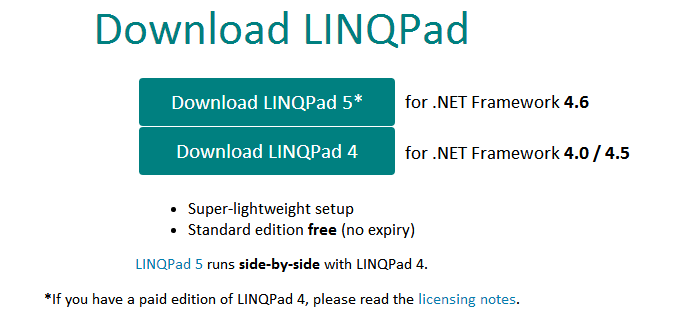 Download LINQPad
Download LINQPad 5* for .NET Framework 4.6
Download LINQPad 4 for .NET Framework 4.0 / 4.5
• Super-lightweight setup
• Standard edition free (no expiry)
LINQPad 5 runs side-by-side with LINQPad 4.
*If you have a paid edition of LINQPad 4, please read the licensing notes.